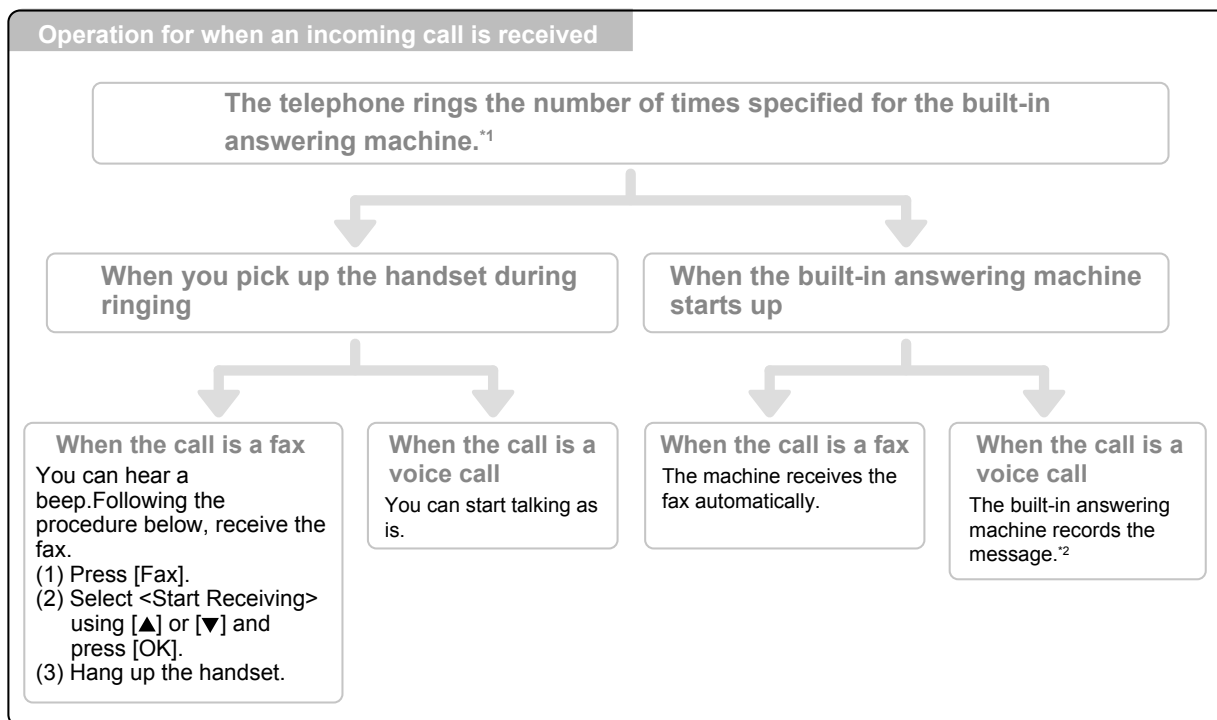 Operation for when an incoming call is received
The telephone rings the number of times specified for the built-in
answering machine.*1
When you pick up the handset during
ringing
When the built-in answering machine
starts up
When the call is a fax
You can hear a
beep.Following the
procedure below, receive the
fax.
(1) Press [Fax].
(2) Select <Start Receiving>
using [▲] or [▼] and
press [OK].
(3) Hang up the handset.
When the call is a
voice call
You can start talking as
is.
When the call is a fax
The machine receives the
fax automatically.
When the call is a
voice call
The built-in answering
machine records the
message.*2